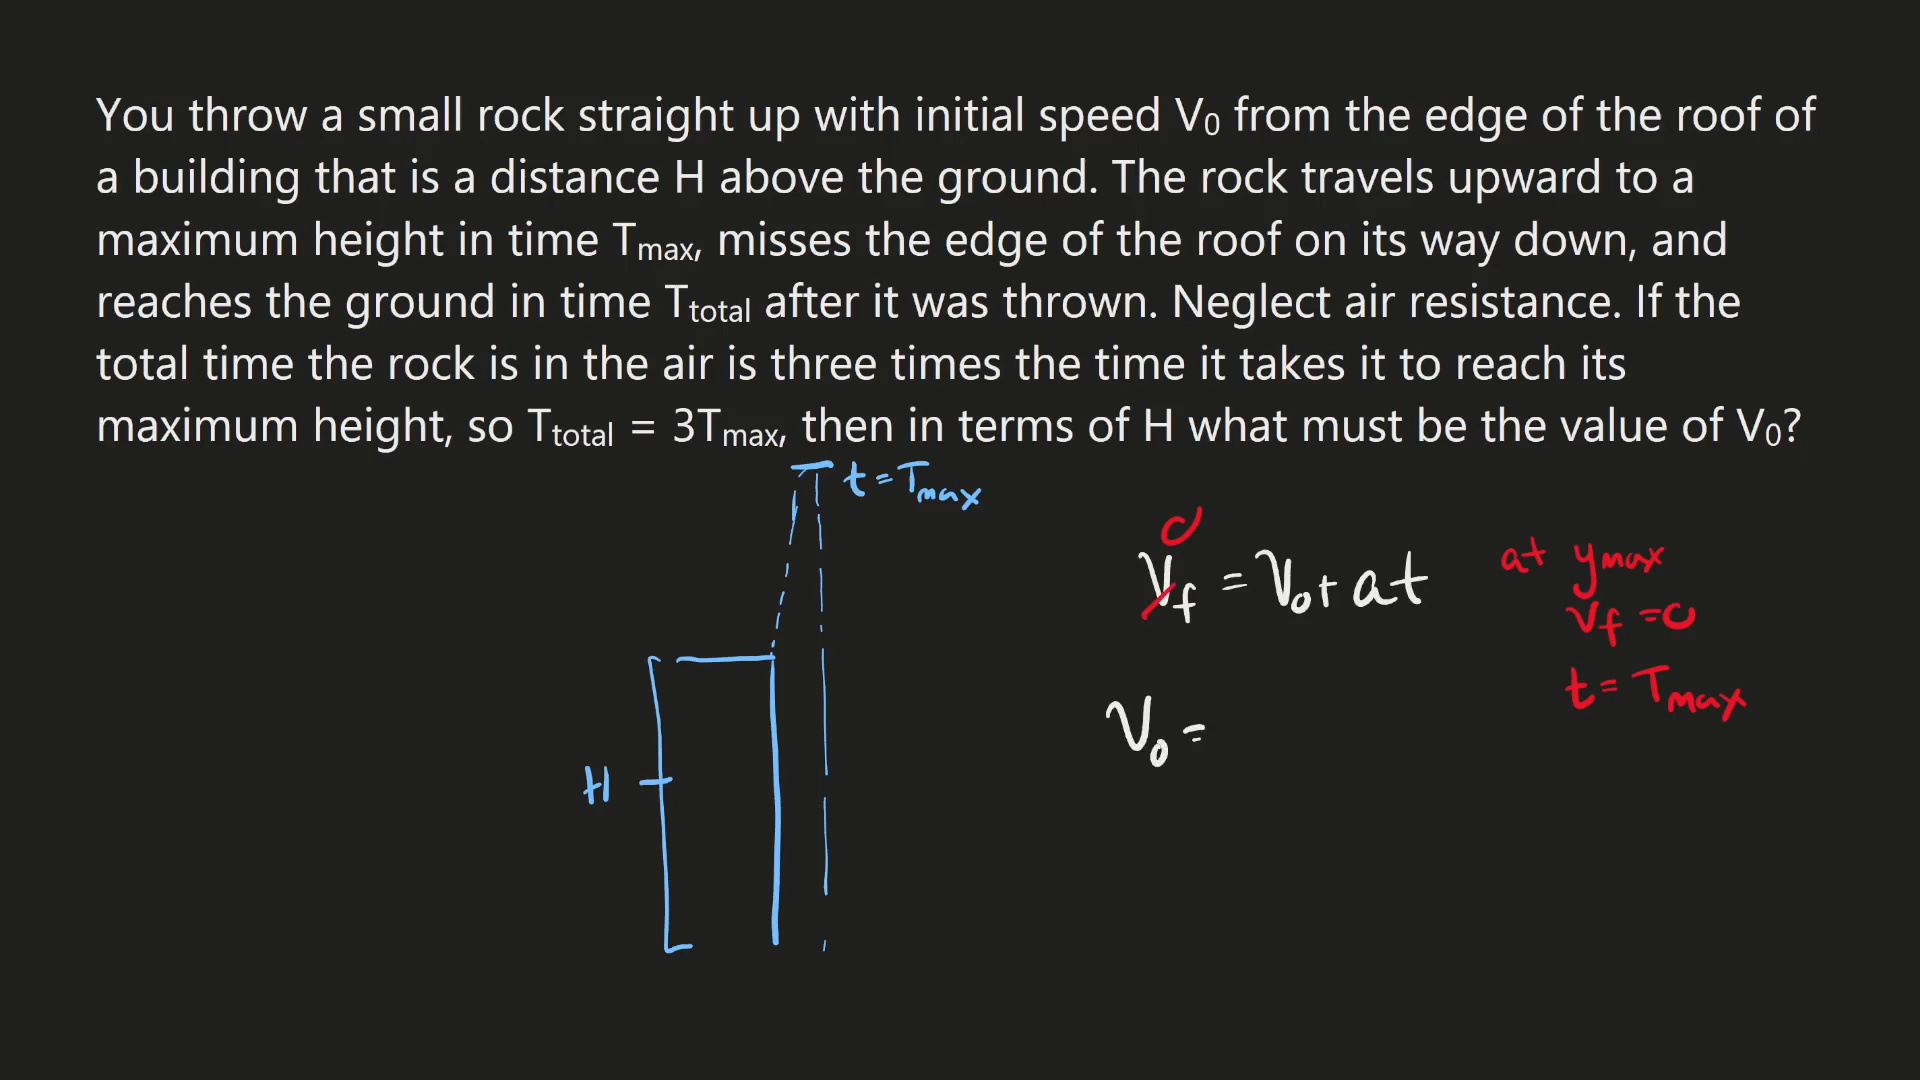 You throw a small rock straight up with initial speed V₀ from the edge of the roof of
a building that is a distance H above the ground. The rock travels upward to a
maximum height in time Tmax, misses the edge of the roof on its way down, and
reaches the ground in time Ttotal after it was thrown. Neglect air resistance. If the
total time the rock is in the air is three times the time it takes it to reach its
maximum height, so Ttotal = 3Tmax, then in terms of H what must be the value of V₀?
t = Tmax
H
0
Vf = V₀ + at
V₀ =
at ymax
Vf = 0
t = Tmax